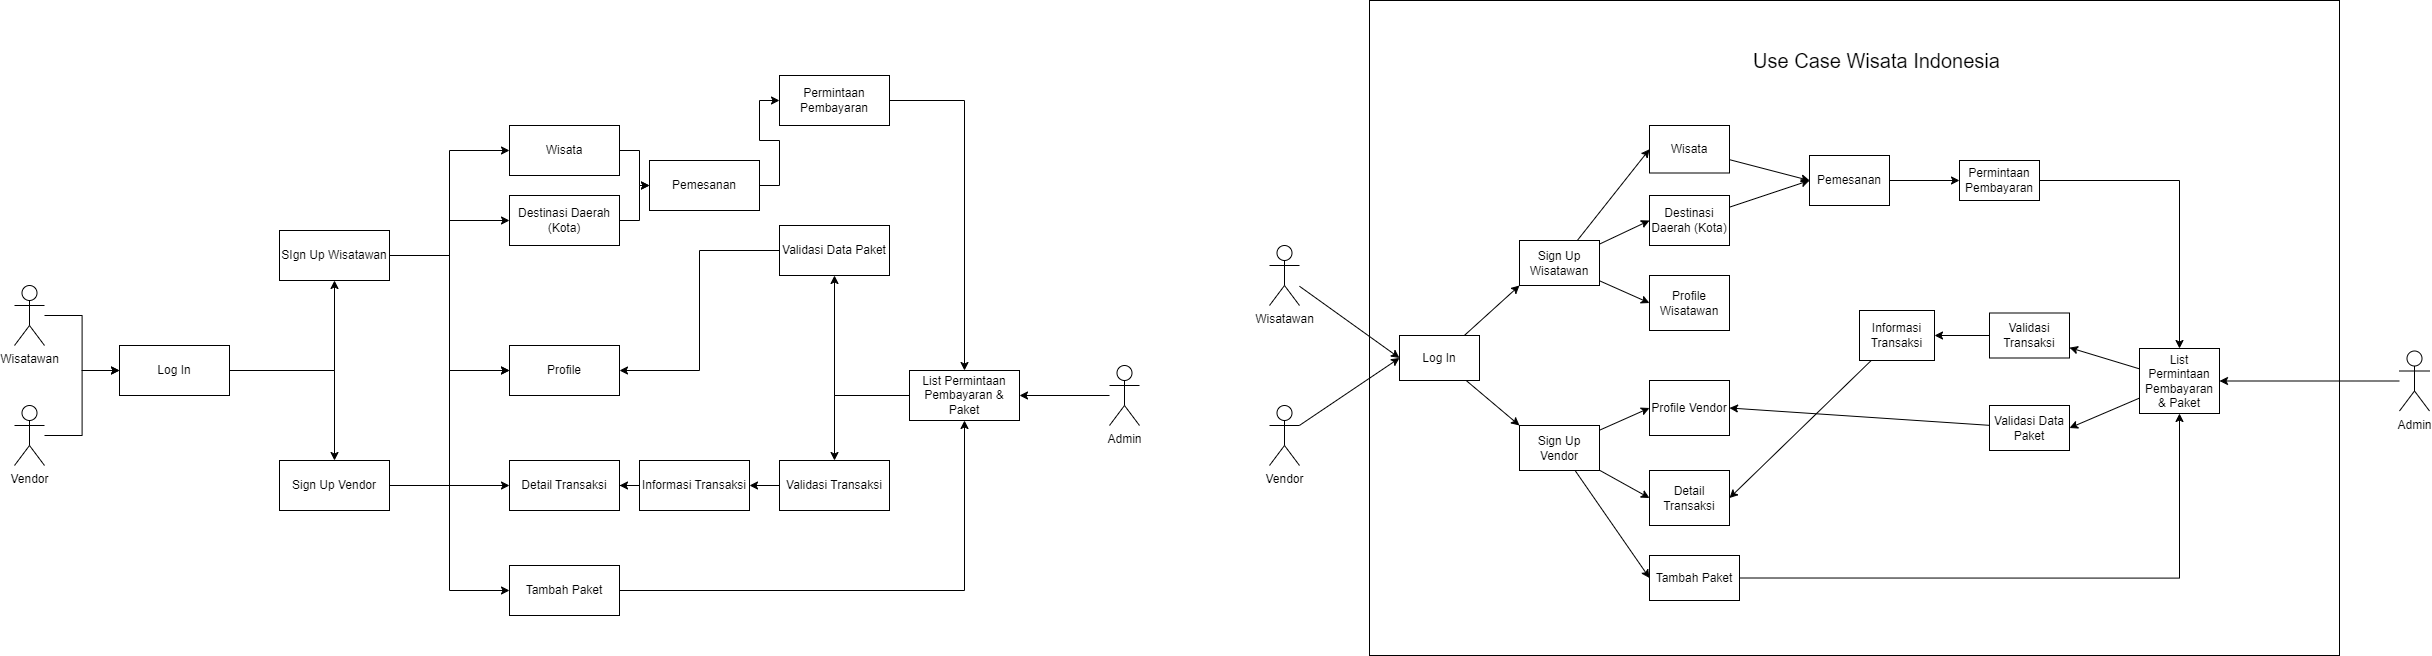 Permintaan
Pembayaran
Wisata
Pemesanan
Destinasi Daerah
(Kota)
SIgn Up Wisatawan
Validasi Data Paket
Wisatawan
Log In
Profile
List Permintaan
Pembayaran &
Paket
Admin
Vendor
Sign Up Vendor
Detail Transaksi
Informasi Transaksi
Validasi Transaksi
Tambah Paket
Use Case Wisata Indonesia
Wisata
Pemesanan
Permintaan
Pembayaran
Destinasi
Daerah (Kota)
Sign Up
Wisatawan
Profile
Wisatawan
Wisatawan
Log In
Informasi
Transaksi
Validasi
Transaksi
List
Permintaan
Pembayaran
& Paket
Admin
Profile Vendor
Validasi Data
Paket
Sign Up
Vendor
Vendor
Detail
Transaksi
Tambah Paket